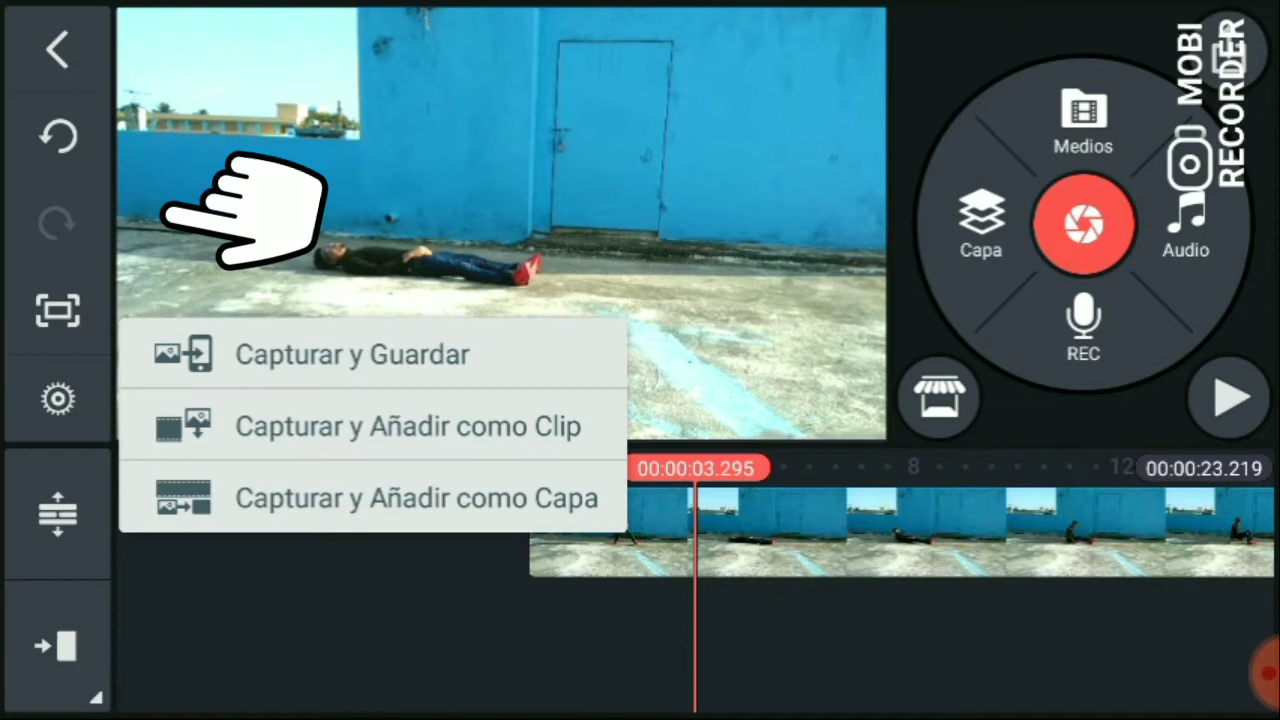 MOBI
RECORDER
Medios
Capa
Audio
REC
Capturar y Guardar
Capturar y Añadir como Clip
Capturar y Añadir como Capa
00:00:03.295
8
12
00:00:23.219